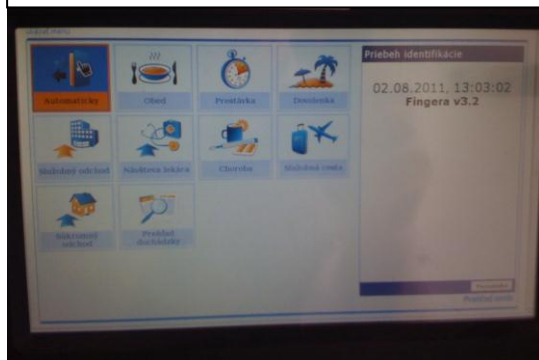 Priebeh identifikácie
02.08.2011, 13:03:02
Fingera v3.2
Automaticky
Obed
Prestávka
Dovolenka
Služobný odchod
Návšteva lekára
Choroba
Služobná cesta
Súkromný
odchod
Prehľad
dochádzky